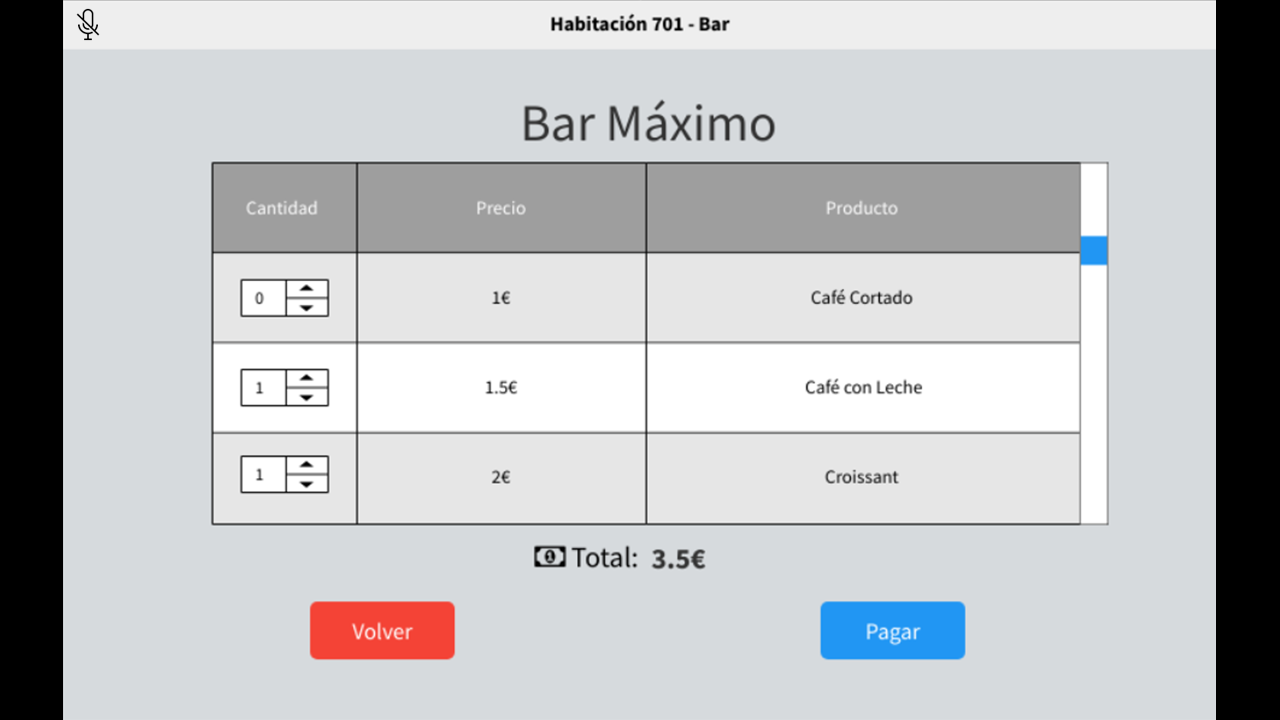 Habitación 701 - Bar
Bar Máximo
Cantidad Precio Producto
0 1€ Café Cortado
1 1.5€ Café con Leche
1 2€ Croissant
Total: 3.5€
Volver Pagar